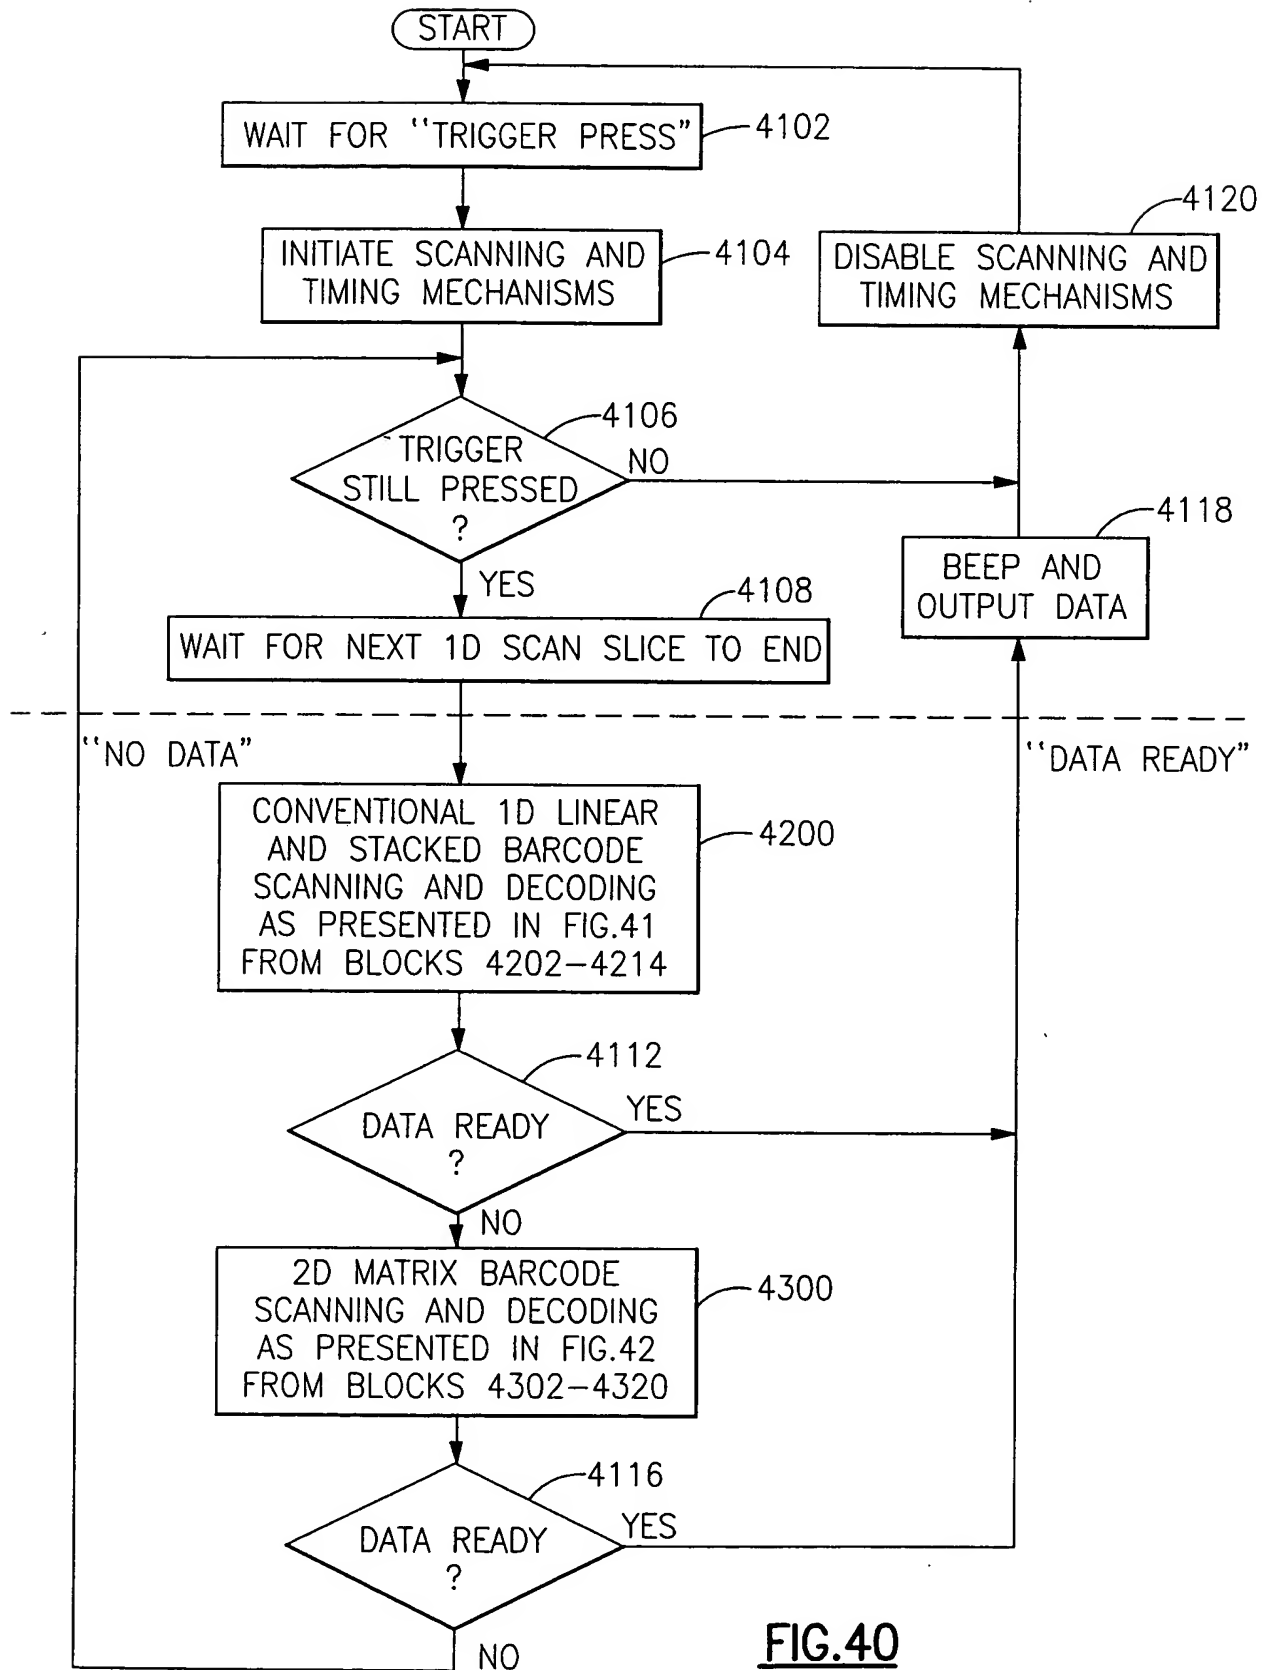 START
WAIT FOR "TRIGGER PRESS"
4102
INITIATE SCANNING AND
TIMING MECHANISMS
4104
DISABLE SCANNING AND
TIMING MECHANISMS
4120
TRIGGER
STILL PRESSED
?
4106
NO
YES
BEEP AND
OUTPUT DATA
4118
WAIT FOR NEXT 1D SCAN SLICE TO END
4108
"NO DATA"
"DATA READY"
CONVENTIONAL 1D LINEAR
AND STACKED BARCODE
SCANNING AND DECODING
AS PRESENTED IN FIG.41
FROM BLOCKS 4202-4214
4200
DATA READY
?
4112
YES
NO
2D MATRIX BARCODE
SCANNING AND DECODING
AS PRESENTED IN FIG.42
FROM BLOCKS 4302-4320
4300
DATA READY
?
4116
YES
NO
FIG.40